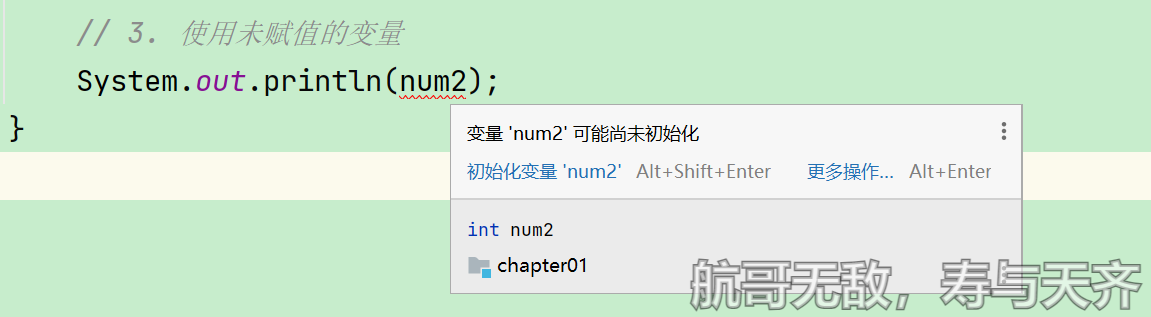 // 3. 使用未赋值的变量
System.out.println(num2);
}
变量 'num2' 可能尚未初始化
初始化变量 'num2' Alt+Shift+Enter 更多操作... Alt+Enter
int num2
chapter01
航哥无敌，寿与天齐